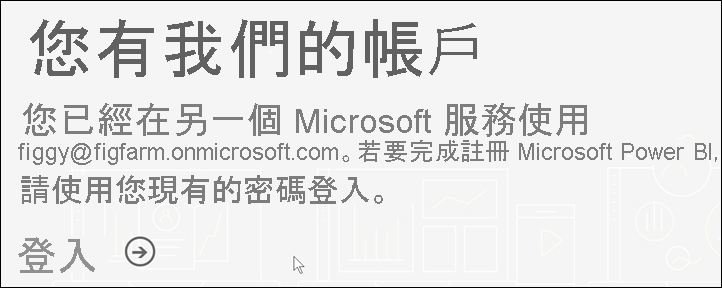 您有我們的帳戶
您已經在另一個 Microsoft 服務使用
figgy@figfarm.onmicrosoft.com。若要完成註冊 Microsoft Power BI,
請使用您現有的密碼登入。
登入